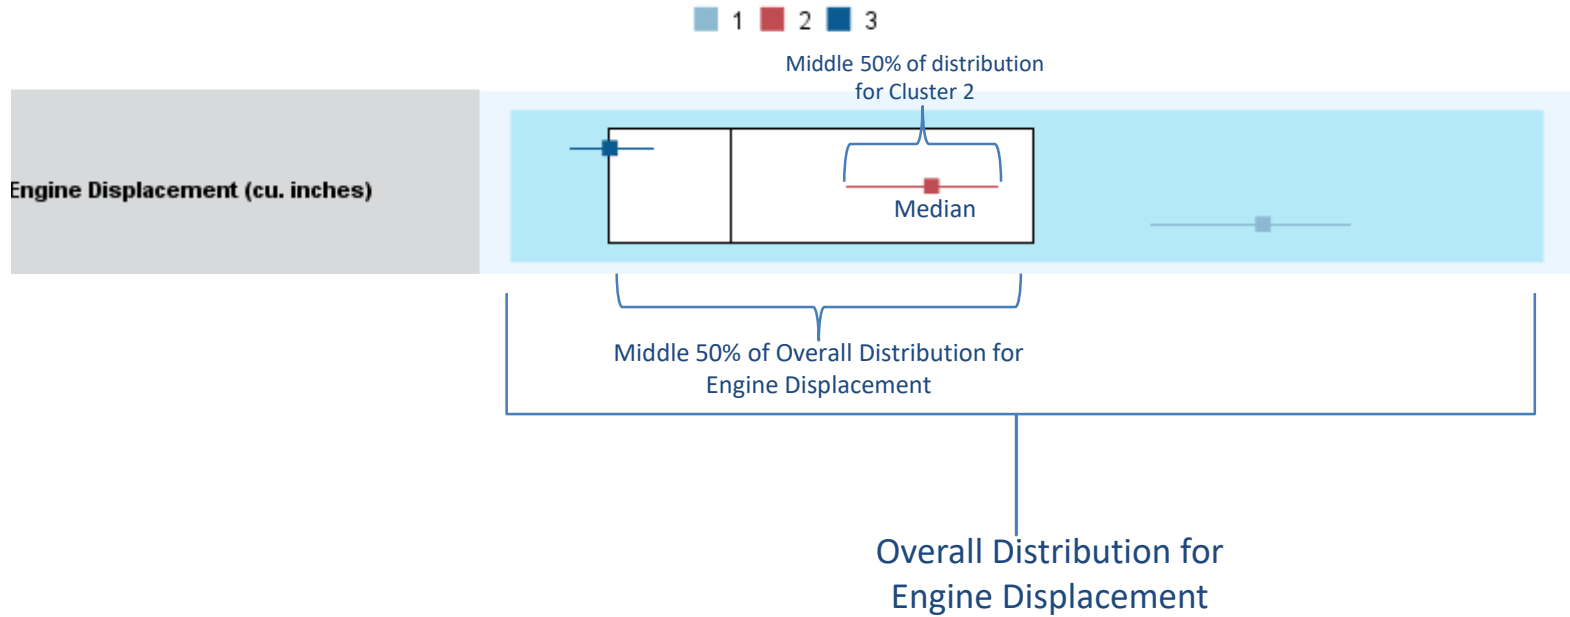 1 2 3
Middle 50% of distribution
for Cluster 2
Engine Displacement (cu. inches)
Median
Middle 50% of Overall Distribution for
Engine Displacement
Overall Distribution for
Engine Displacement